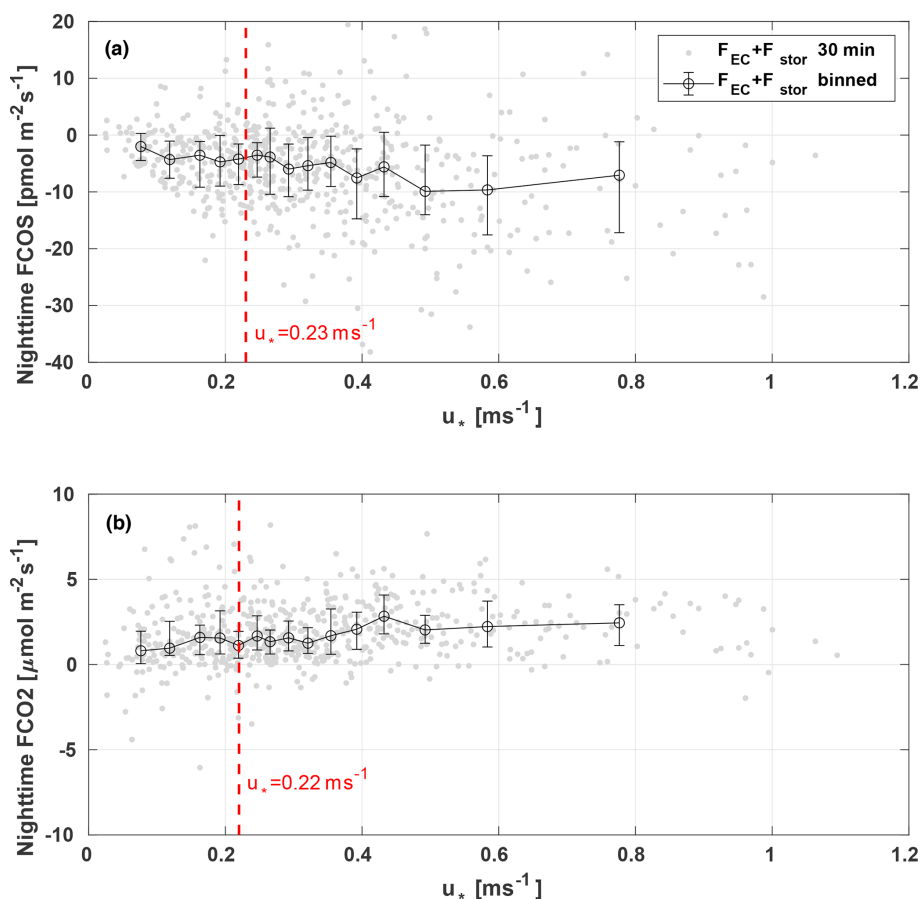 (a)
F_EC+F_stor 30 min
F_EC+F_stor binned
Nighttime FCOS [pmol m⁻²s⁻¹]
20
10
0
-10
-20
-30
-40
u_*=0.23 ms⁻¹
0 0.2 0.4 0.6 0.8 1 1.2
u_* [ms⁻¹]
(b)
Nighttime FCO2 [μmol m⁻²s⁻¹]
10
5
0
-5
-10
u_*=0.22 ms⁻¹
0 0.2 0.4 0.6 0.8 1 1.2
u_* [ms⁻¹]